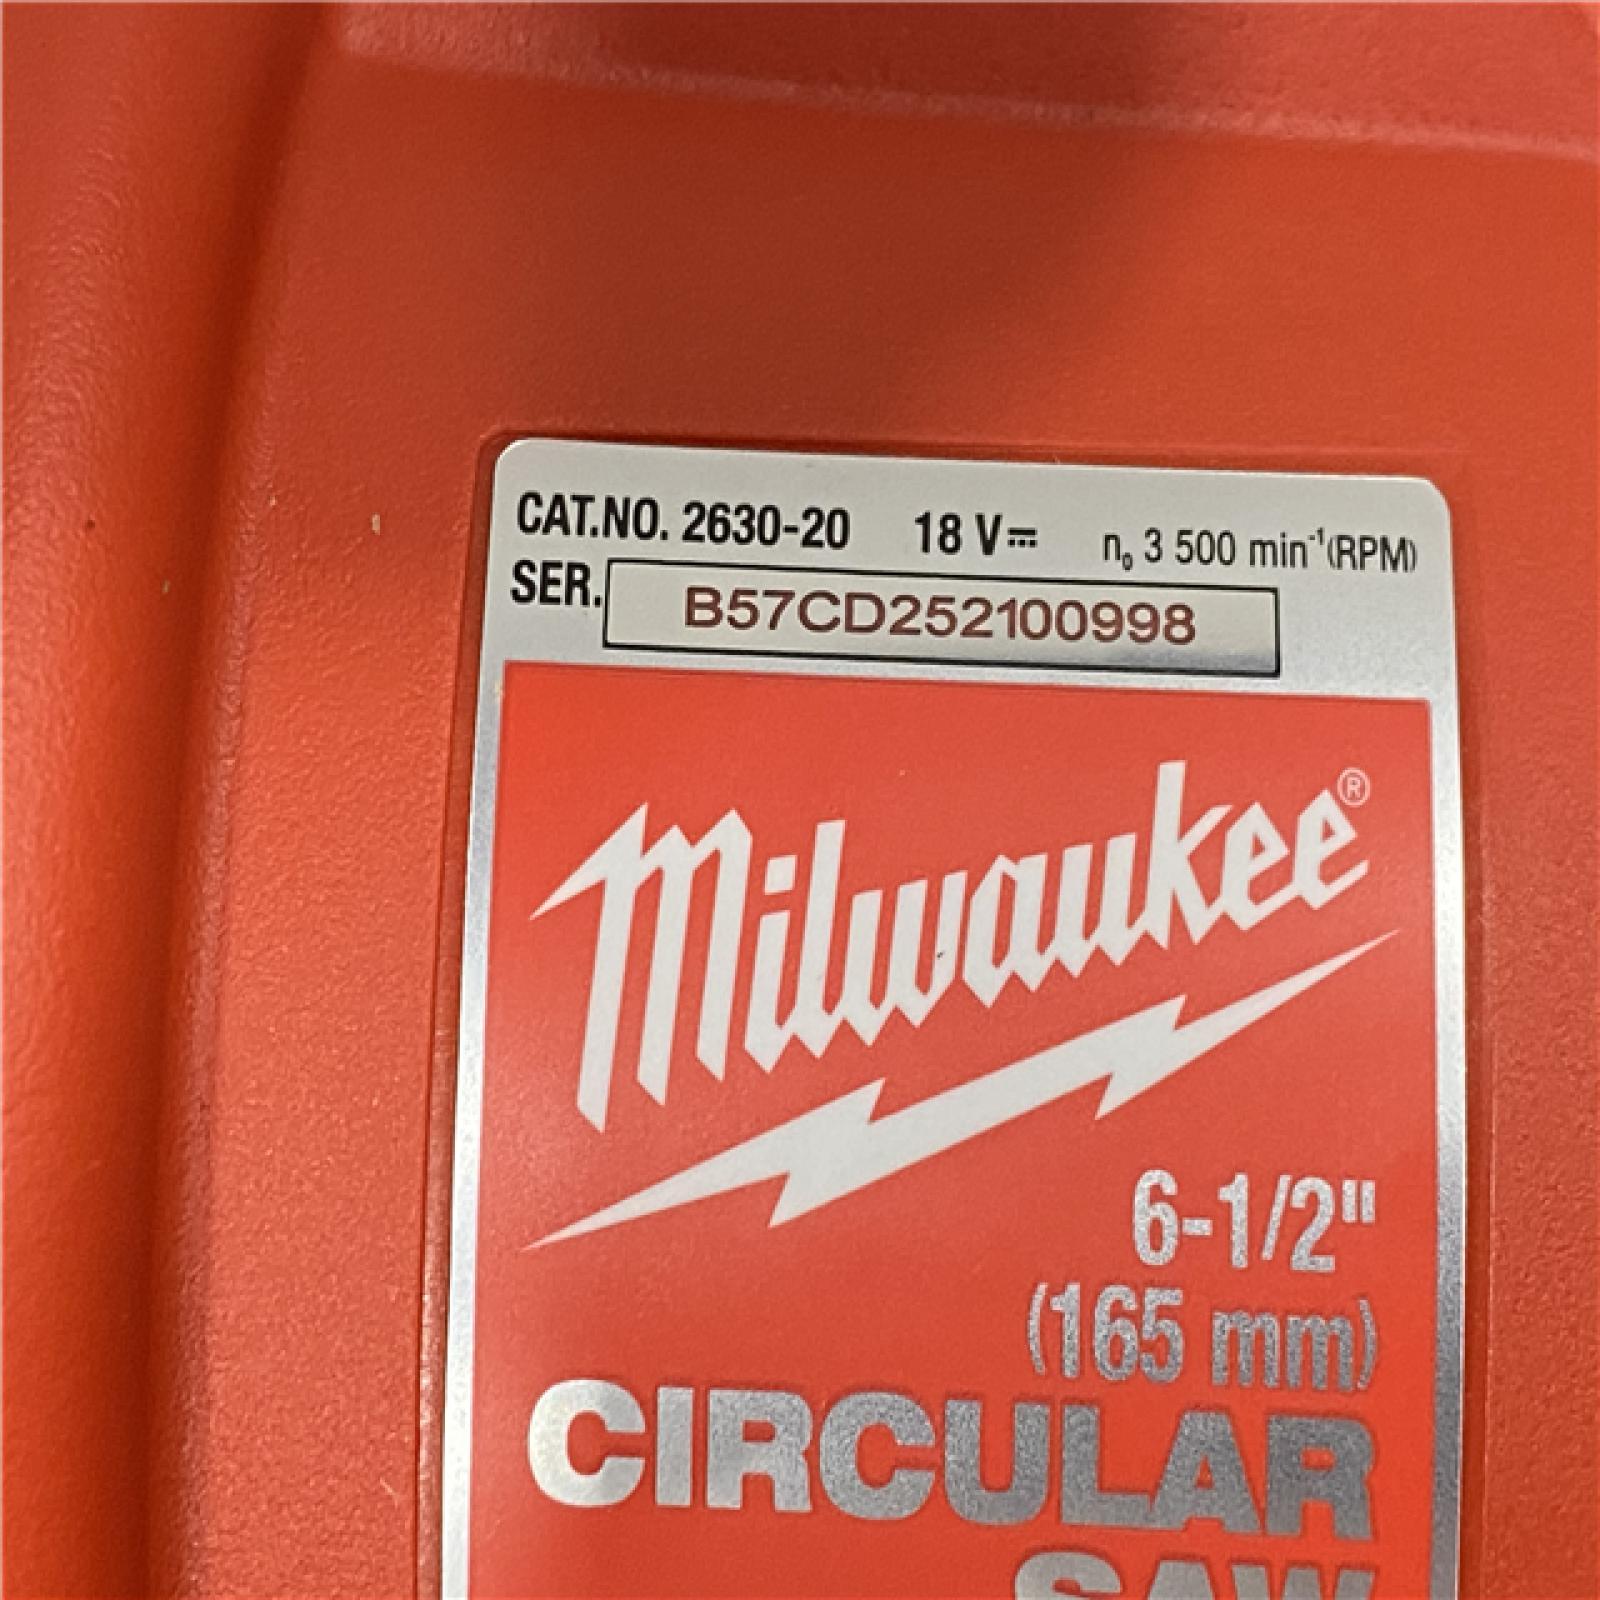 CAT.NO. 2630-20 18 V⎓ n₀ 3 500 min⁻¹(RPM)
SER. B57CD252100998
Milwaukee®
6-1/2"
(165 mm)
CIRCULAR
SAW